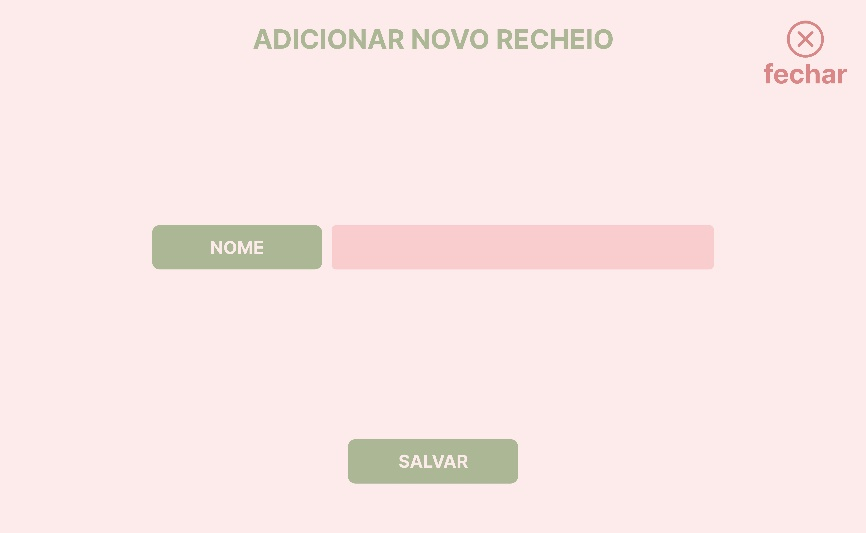 ADICIONAR NOVO RECHEIO
fechar
NOME
SALVAR